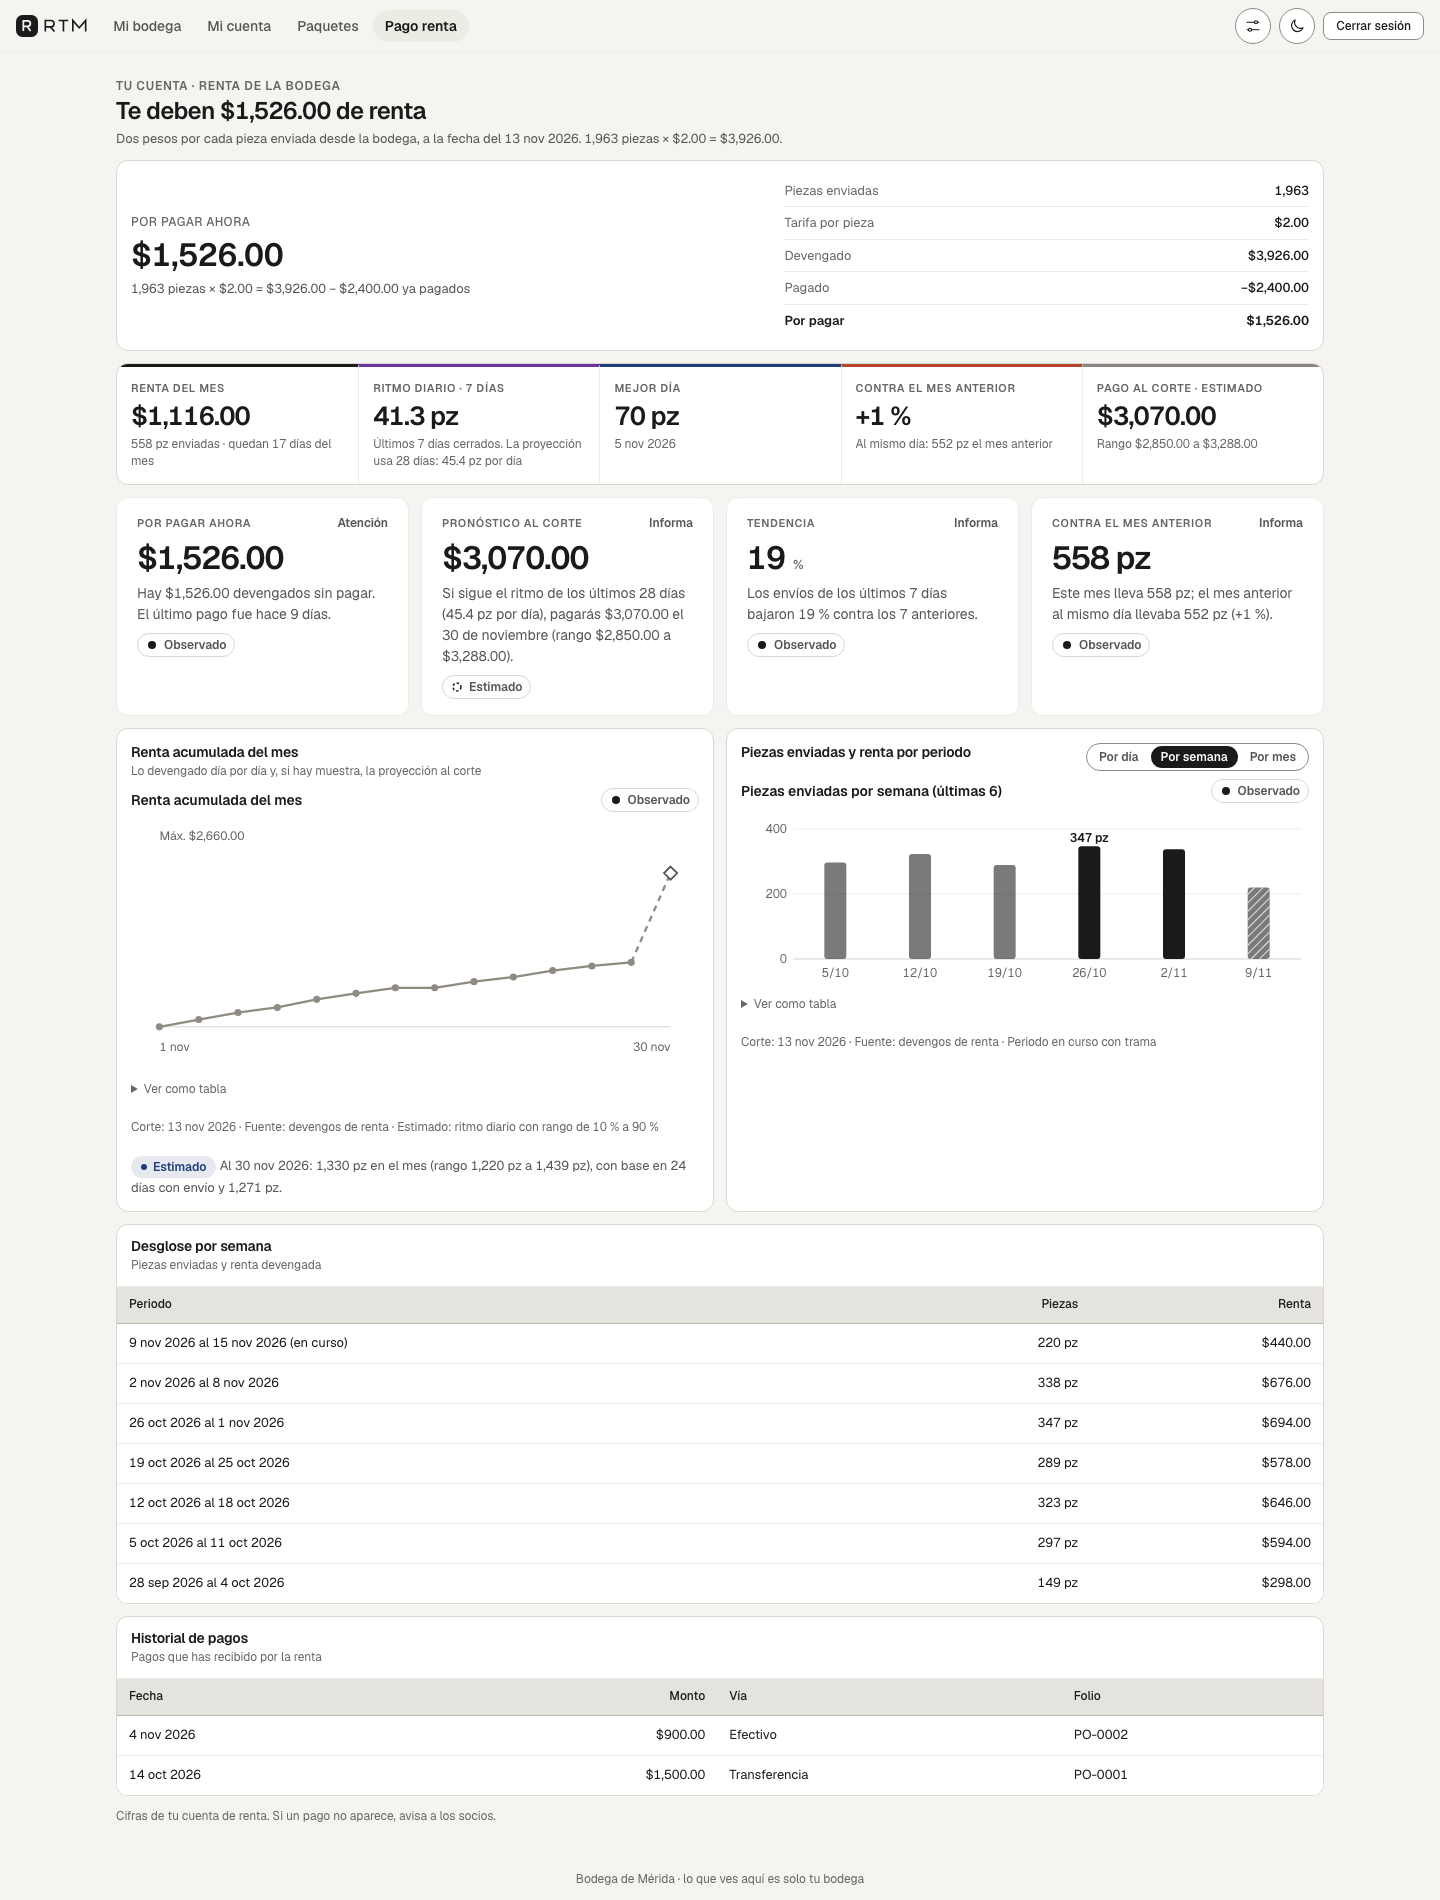 R RTM Mi bodega Mi cuenta Paquetes Pago renta Cerrar sesión
TU CUENTA · RENTA DE LA BODEGA
Te deben $1,526.00 de renta
Dos pesos por cada pieza enviada desde la bodega, a la fecha del 13 nov 2026. 1,963 piezas × $2.00 = $3,926.00.
POR PAGAR AHORA
$1,526.00
1,963 piezas × $2.00 = $3,926.00 − $2,400.00 ya pagados
Piezas enviadas 1,963
Tarifa por pieza $2.00
Devengado $3,926.00
Pagado −$2,400.00
Por pagar $1,526.00
RENTA DEL MES
$1,116.00
558 pz enviadas · quedan 17 días del
mes
RITMO DIARIO · 7 DÍAS
41.3 pz
Últimos 7 días cerrados. La proyección
usa 28 días: 45.4 pz por día
MEJOR DÍA
70 pz
5 nov 2026
CONTRA EL MES ANTERIOR
+1 %
Al mismo día: 552 pz el mes anterior
PAGO AL CORTE · ESTIMADO
$3,070.00
Rango $2,850.00 a $3,288.00
POR PAGAR AHORA Atención
$1,526.00
Hay $1,526.00 devengados sin pagar.
El último pago fue hace 9 días.
Observado
PRONÓSTICO AL CORTE Informa
$3,070.00
Si sigue el ritmo de los últimos 28 días
(45.4 pz por día), pagarás $3,070.00 el
30 de noviembre (rango $2,850.00 a
$3,288.00).
Estimado
TENDENCIA Informa
19 %
Los envíos de los últimos 7 días
bajaron 19 % contra los 7 anteriores.
Observado
CONTRA EL MES ANTERIOR Informa
558 pz
Este mes lleva 558 pz; el mes anterior
al mismo día llevaba 552 pz (+1 %).
Observado
Renta acumulada del mes
Lo devengado día por día y, si hay muestra, la proyección al corte
Renta acumulada del mes Observado
Máx. $2,660.00
1 nov 30 nov
Ver como tabla
Corte: 13 nov 2026 · Fuente: devengos de renta · Estimado: ritmo diario con rango de 10 % a 90 %
Estimado Al 30 nov 2026: 1,330 pz en el mes (rango 1,220 pz a 1,439 pz), con base en 24
días con envío y 1,271 pz.
Piezas enviadas y renta por periodo Por día Por semana Por mes
Piezas enviadas por semana (últimas 6) Observado
400
347 pz
200
0
5/10 12/10 19/10 26/10 2/11 9/11
Ver como tabla
Corte: 13 nov 2026 · Fuente: devengos de renta · Periodo en curso con trama
Desglose por semana
Piezas enviadas y renta devengada
Periodo Piezas Renta
9 nov 2026 al 15 nov 2026 (en curso) 220 pz $440.00
2 nov 2026 al 8 nov 2026 338 pz $676.00
26 oct 2026 al 1 nov 2026 347 pz $694.00
19 oct 2026 al 25 oct 2026 289 pz $578.00
12 oct 2026 al 18 oct 2026 323 pz $646.00
5 oct 2026 al 11 oct 2026 297 pz $594.00
28 sep 2026 al 4 oct 2026 149 pz $298.00
Historial de pagos
Pagos que has recibido por la renta
Fecha Monto Vía Folio
4 nov 2026 $900.00 Efectivo PO-0002
14 oct 2026 $1,500.00 Transferencia PO-0001
Cifras de tu cuenta de renta. Si un pago no aparece, avisa a los socios.
Bodega de Mérida · lo que ves aquí es solo tu bodega